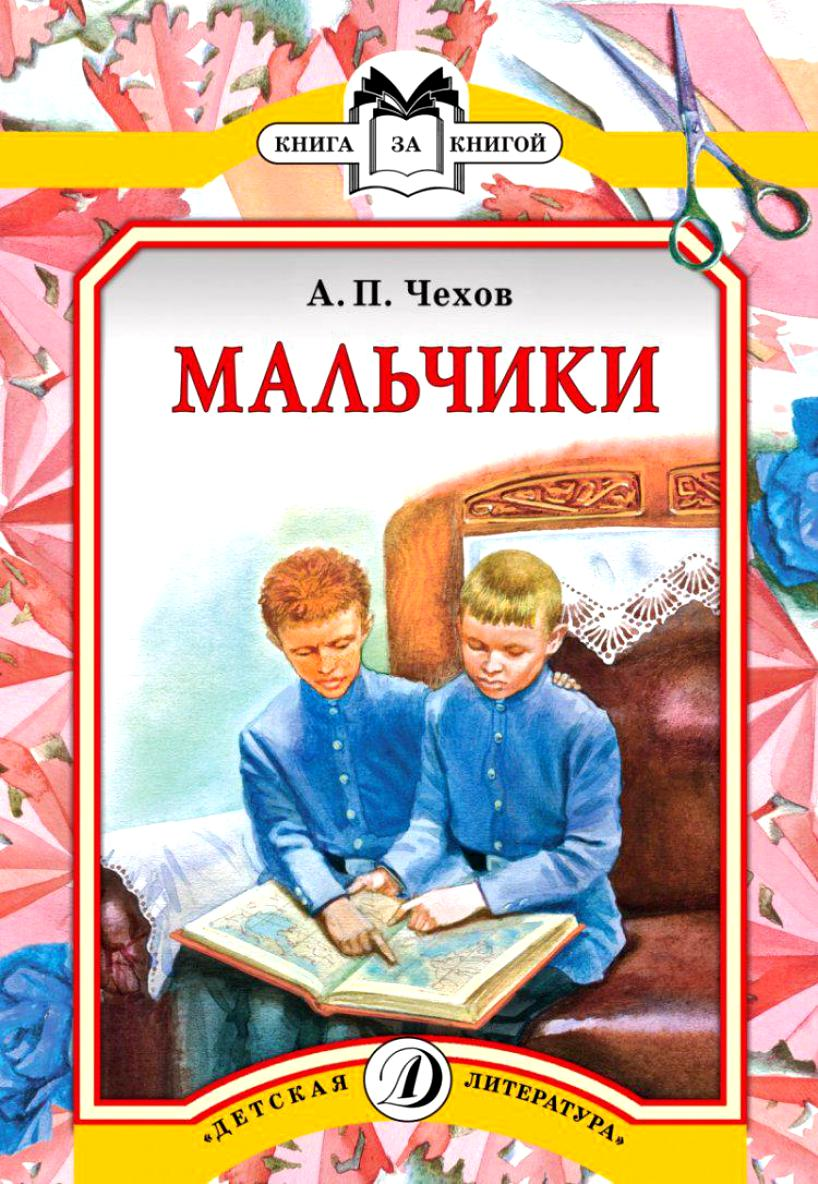 КНИГА ЗА КНИГОЙ
А. П. Чехов
МАЛЬЧИКИ
Д
«ДЕТСКАЯ ЛИТЕРАТУРА»